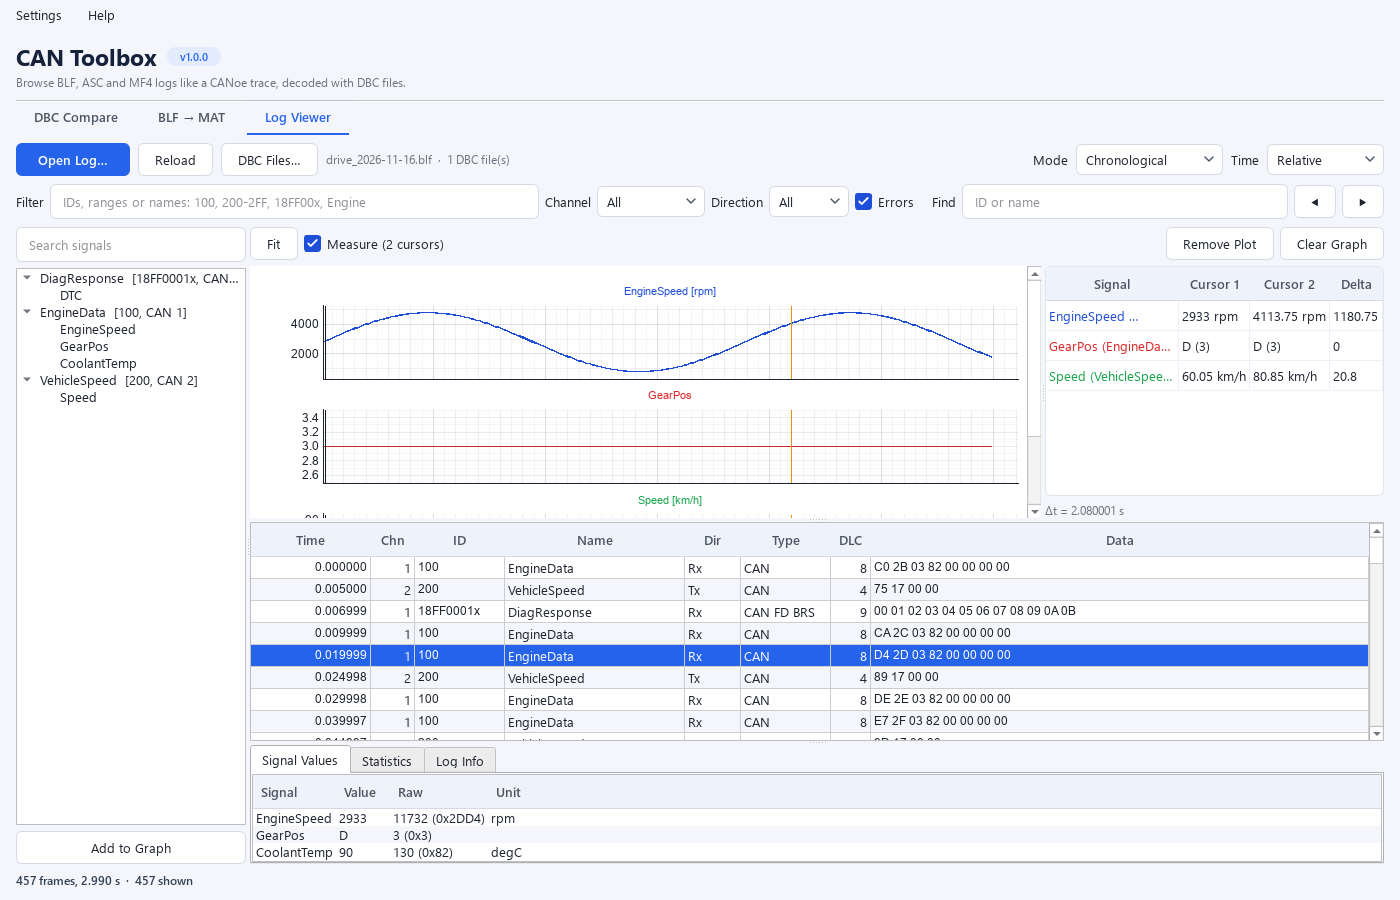 Settings Help
CAN Toolbox v1.0.0
Browse BLF, ASC and MF4 logs like a CANoe trace, decoded with DBC files.
DBC Compare BLF → MAT Log Viewer
Open Log... Reload DBC Files... drive_2026-11-16.blf · 1 DBC file(s) Mode Chronological Time Relative
Filter IDs, ranges or names: 100, 200-2FF, 18FF00x, Engine Channel All Direction All Errors Find ID or name ◄ ►
Search signals Fit Measure (2 cursors) Remove Plot Clear Graph
DiagResponse [18FF0001x, CAN...
DTC
EngineData [100, CAN 1]
EngineSpeed
GearPos
CoolantTemp
VehicleSpeed [200, CAN 2]
Speed
Add to Graph
EngineSpeed [rpm]
4000
2000
GearPos
3.4
3.2
3.0
2.8
2.6
Speed [km/h]
Signal Cursor 1 Cursor 2 Delta
EngineSpeed ... 2933 rpm 4113.75 rpm 1180.75
GearPos (EngineDa... D (3) D (3) 0
Speed (VehicleSpee... 60.05 km/h 80.85 km/h 20.8
Δt = 2.080001 s
Time Chn ID Name Dir Type DLC Data
0.000000 1 100 EngineData Rx CAN 8 C0 2B 03 82 00 00 00 00
0.005000 2 200 VehicleSpeed Tx CAN 4 75 17 00 00
0.006999 1 18FF0001x DiagResponse Rx CAN FD BRS 9 00 01 02 03 04 05 06 07 08 09 0A 0B
0.009999 1 100 EngineData Rx CAN 8 CA 2C 03 82 00 00 00 00
0.019999 1 100 EngineData Rx CAN 8 D4 2D 03 82 00 00 00 00
0.024998 2 200 VehicleSpeed Tx CAN 4 89 17 00 00
0.029998 1 100 EngineData Rx CAN 8 DE 2E 03 82 00 00 00 00
0.039997 1 100 EngineData Rx CAN 8 E7 2F 03 82 00 00 00 00
Signal Values Statistics Log Info
Signal Value Raw Unit
EngineSpeed 2933 11732 (0x2DD4) rpm
GearPos D 3 (0x3)
CoolantTemp 90 130 (0x82) degC
457 frames, 2.990 s · 457 shown